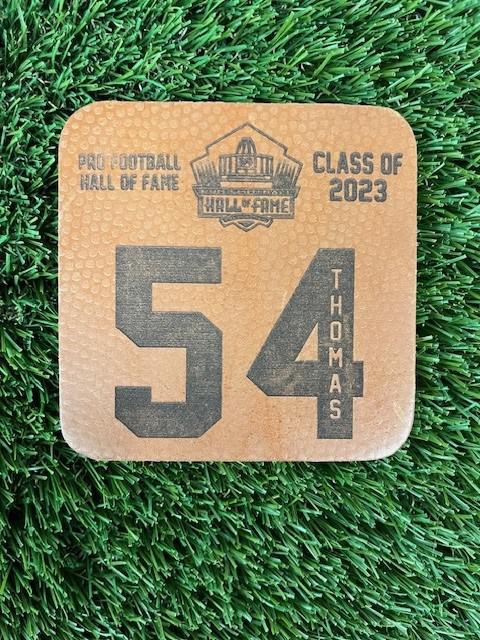 PRO FOOTBALL
HALL OF FAME
HALL OF FAME
CLASS OF
2023
54
THOMAS